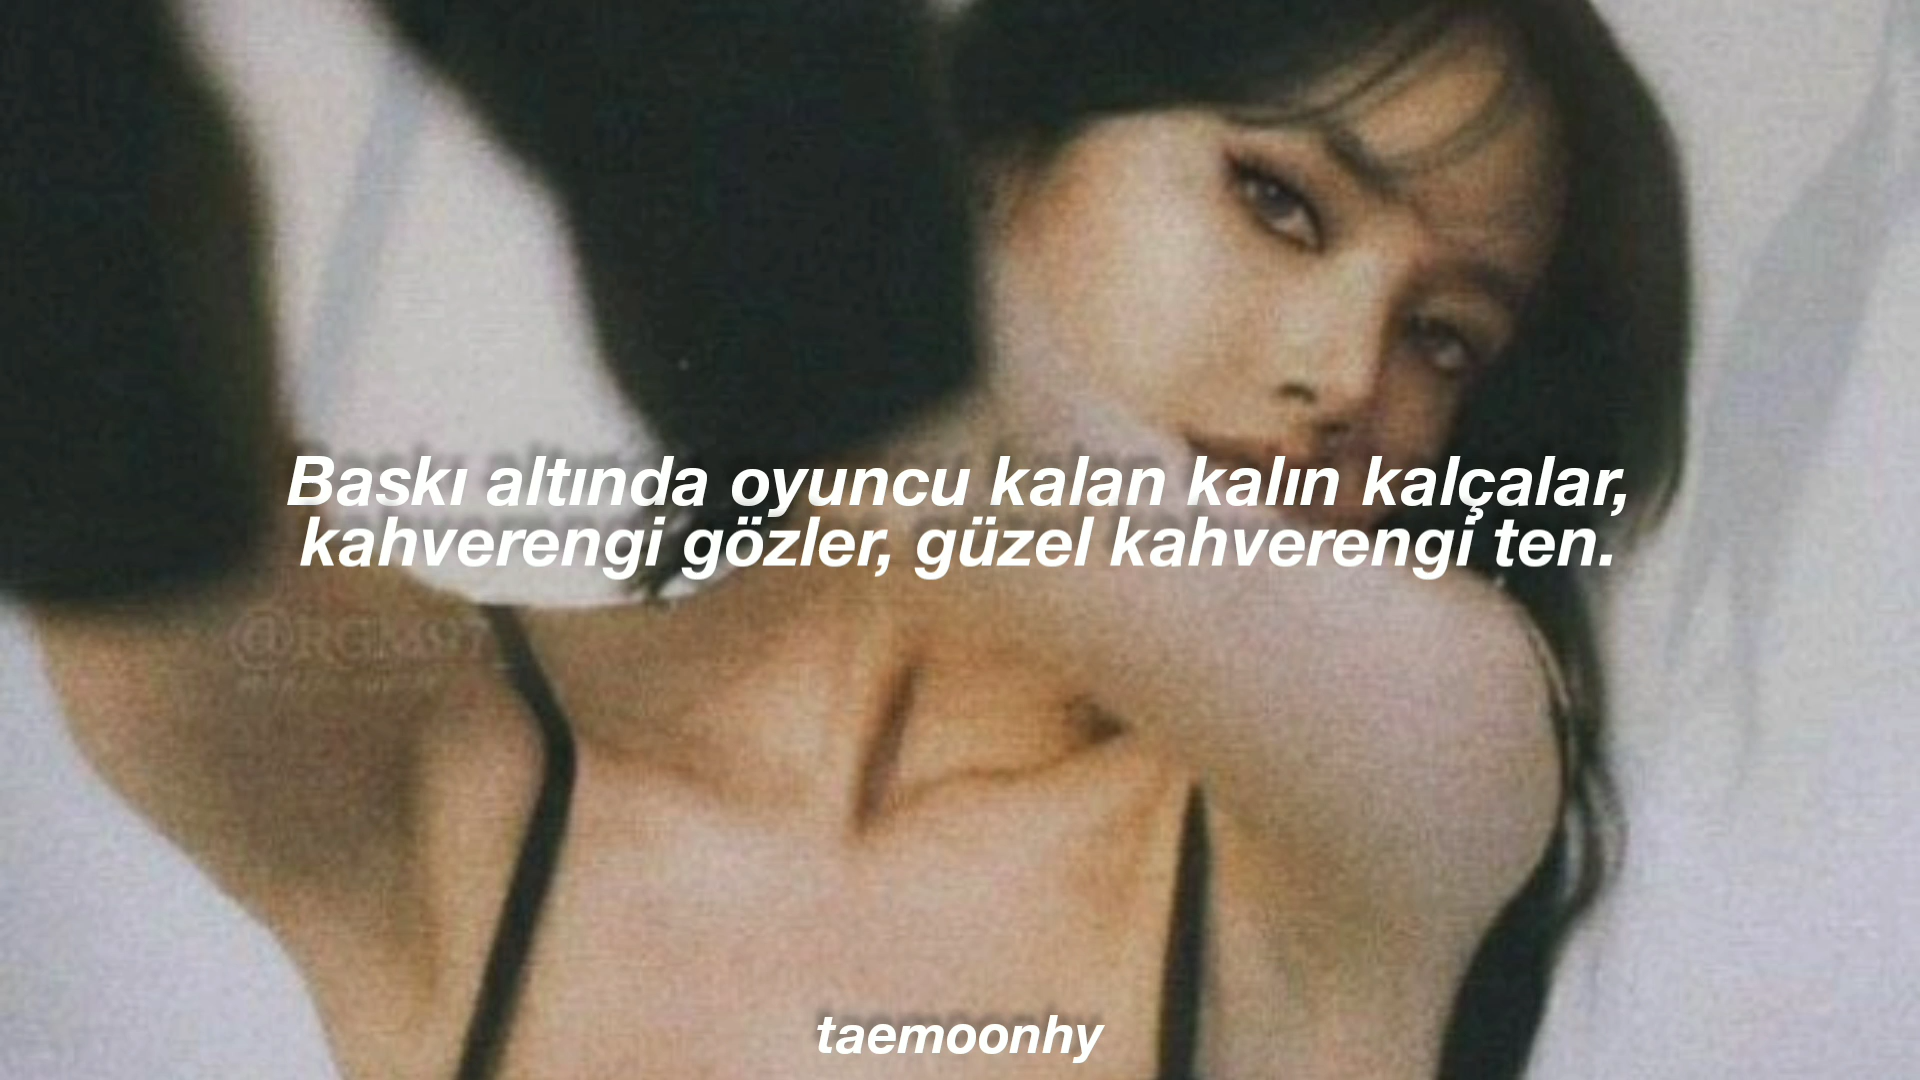 Baskı altında oyuncu kalan kalın kalçalar,
kahverengi gözler, güzel kahverengi ten.
taemoonhy